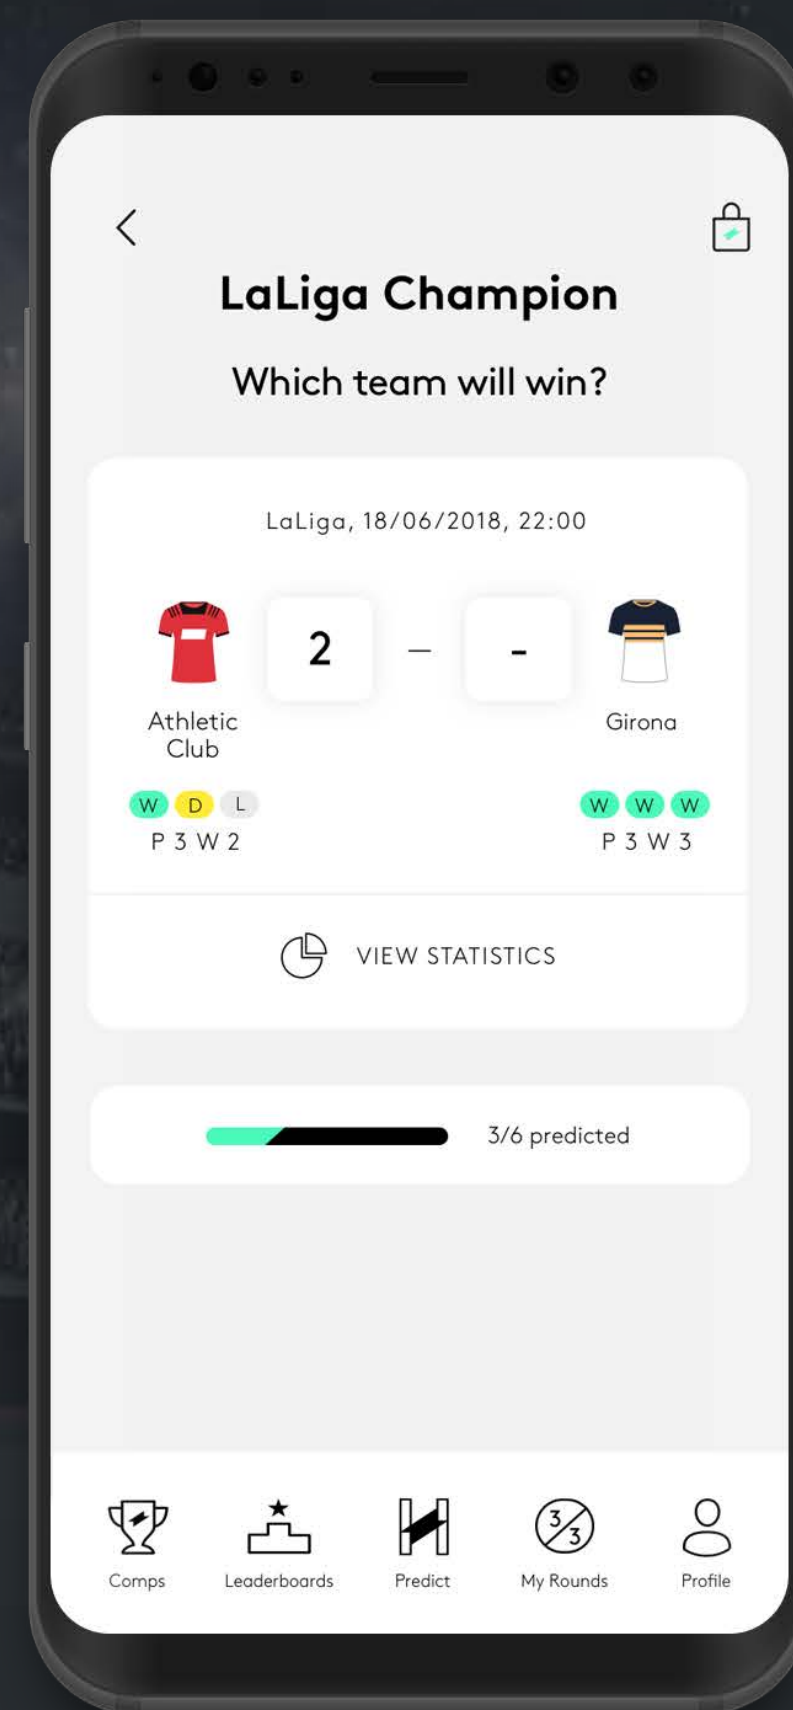 LaLiga Champion
Which team will win?
LaLiga, 18/06/2018, 22:00
2 – -
Athletic
Club
Girona
W D L
W W W
P 3 W 2
P 3 W 3
VIEW STATISTICS
3/6 predicted
3/3
Comps Leaderboards Predict My Rounds Profile